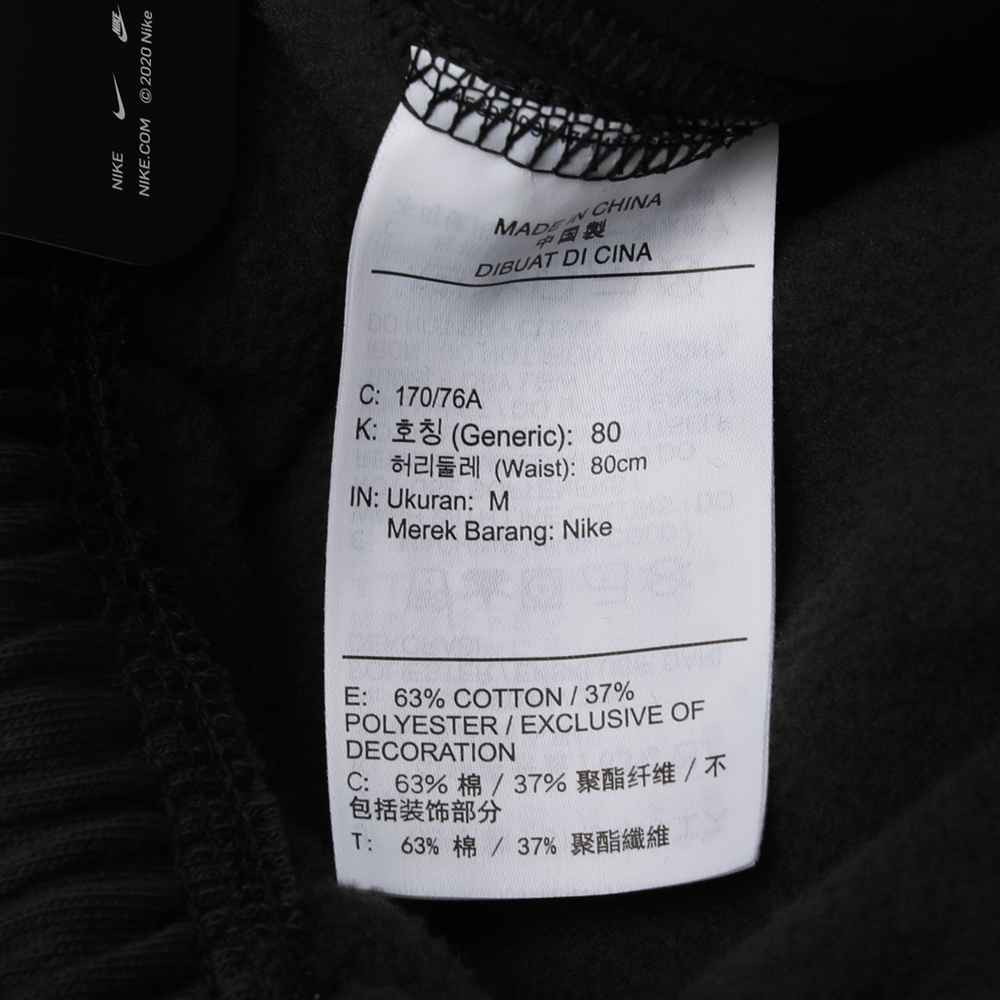 NIKE
NIKE.COM © 2020 Nike
MADE IN CHINA
中国製
DIBUAT DI CINA
C: 170/76A
K: 호칭 (Generic): 80
허리둘레 (Waist): 80cm
IN: Ukuran: M
Merek Barang: Nike
E: 63% COTTON / 37%
POLYESTER / EXCLUSIVE OF
DECORATION
C: 63% 棉 / 37% 聚酯纤维 / 不
包括装饰部分
T: 63% 棉 / 37% 聚酯纖維